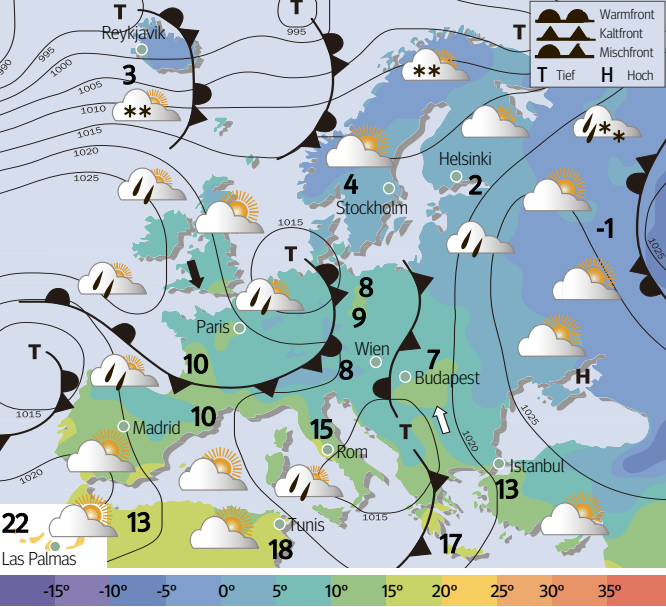 T
T
T
Reykjavik
995
990
995
1000
1005
1010
1015
1020
1025
3
Warmfront
Kaltfront
Mischfront
T Tief H Hoch
Helsinki
4
2
Stockholm
-1
1025
1015
T
8
9
Paris
10
Wien
8
7
Budapest
T
H
1015
10
Madrid
15
Rom
T
1020
1025
1020
Istanbul
13
1015
22
13
Tunis
18
17
Las Palmas
-15° -10° -5° 0° 5° 10° 15° 20° 25° 30° 35°